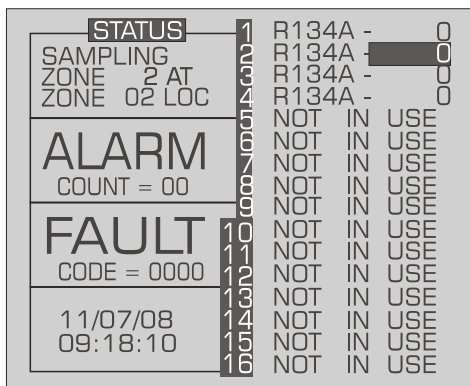 STATUS
SAMPLING
ZONE 2 AT
ZONE 02 LOC
ALARM
COUNT = 00
FAULT
CODE = 0000
11/07/08
09:18:10
1 R134A - 0
2 R134A - 0
3 R134A - 0
4 R134A - 0
5 NOT IN USE
6 NOT IN USE
7 NOT IN USE
8 NOT IN USE
9 NOT IN USE
10 NOT IN USE
11 NOT IN USE
12 NOT IN USE
13 NOT IN USE
14 NOT IN USE
15 NOT IN USE
16 NOT IN USE